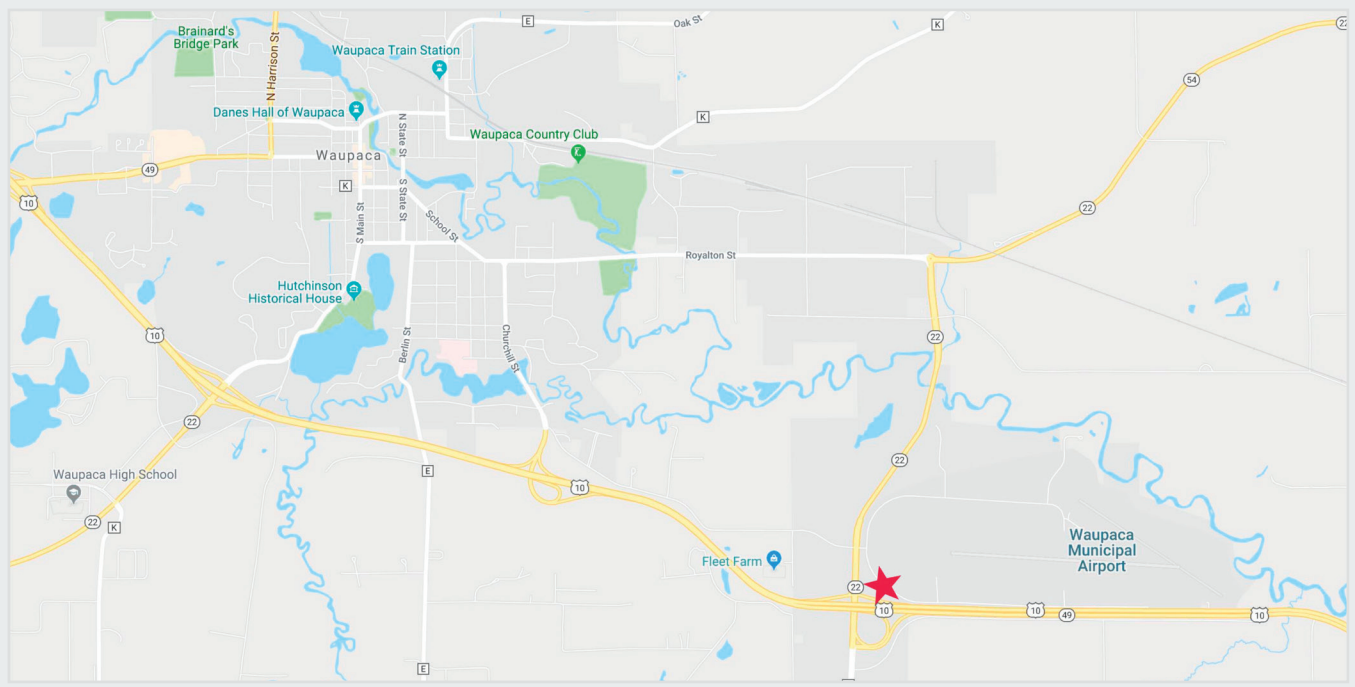 Brainard's
Bridge Park
N Harrison St
E
Oak St
K
22
Waupaca Train Station
54
Danes Hall of Waupaca
N State St
K
Waupaca Country Club
Waupaca
49
K
S State St
10
S Main St
School St
22
Royalton St
Hutchinson
Historical House
10
Berlin St
Churchill St
22
22
Waupaca High School
E
22
10
22
K
Waupaca
Municipal
Airport
Fleet Farm
22
10
10
49
10
E